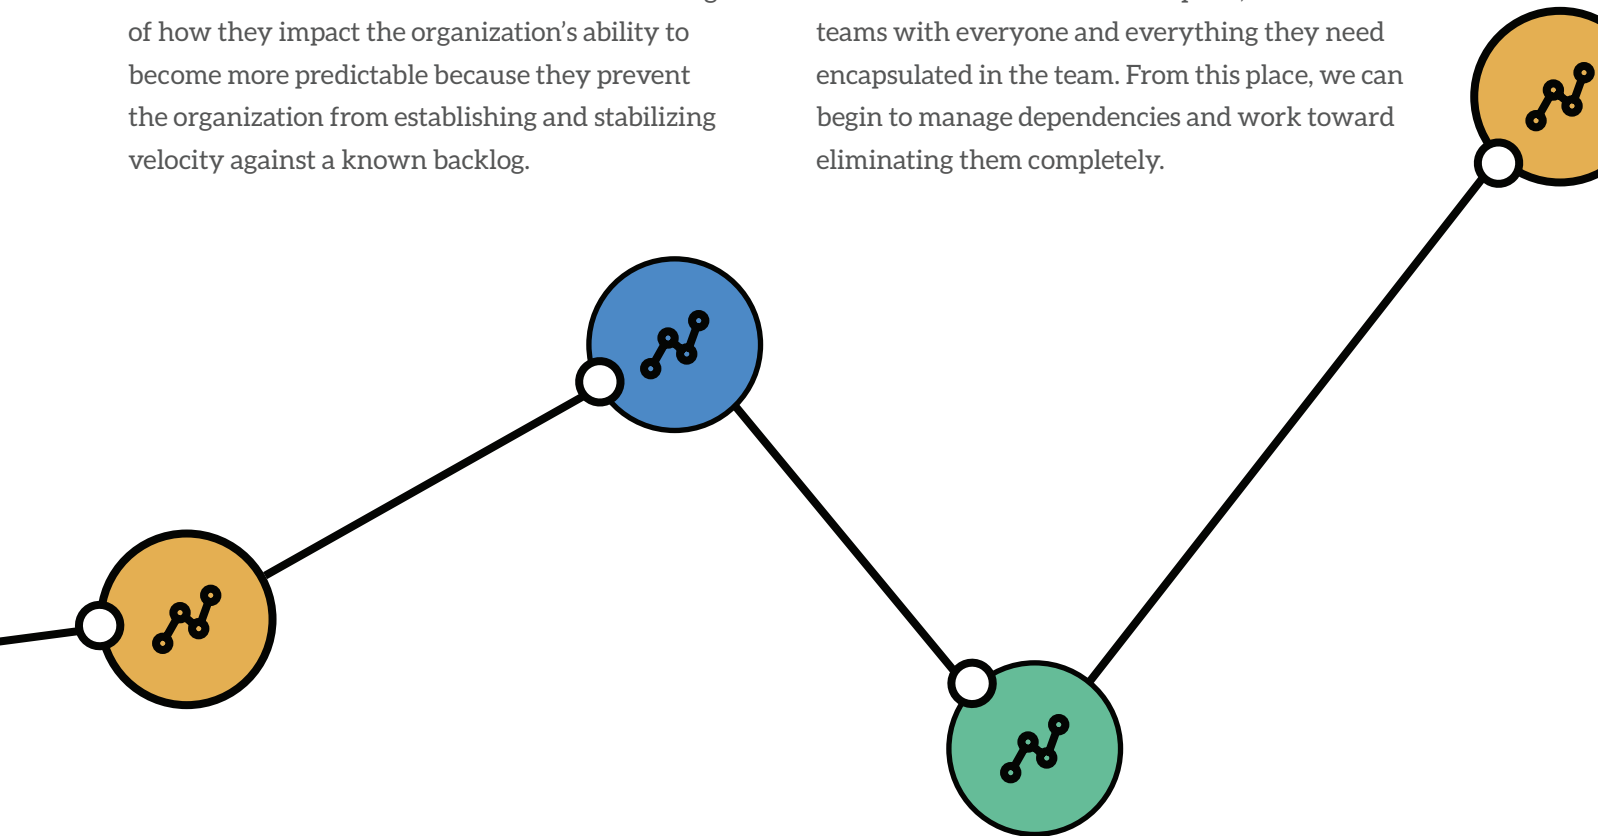 of how they impact the organization’s ability to
become more predictable because they prevent
the organization from establishing and stabilizing
velocity against a known backlog.
teams with everyone and everything they need
encapsulated in the team. From this place, we can
begin to manage dependencies and work toward
eliminating them completely.